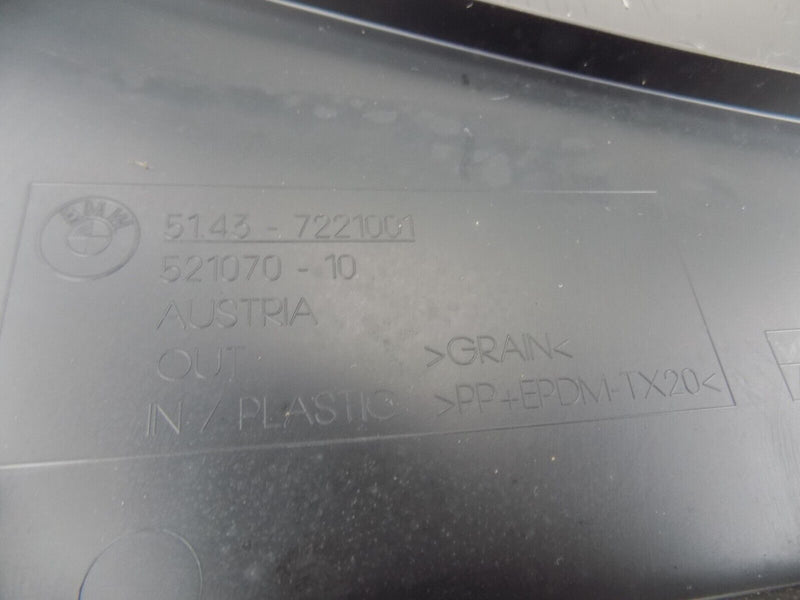 BMW
51.43 - 7221001
521070 - 10
AUSTRIA
OUT >GRAIN<
IN / PLASTIC >PP+EPDM-TX20<